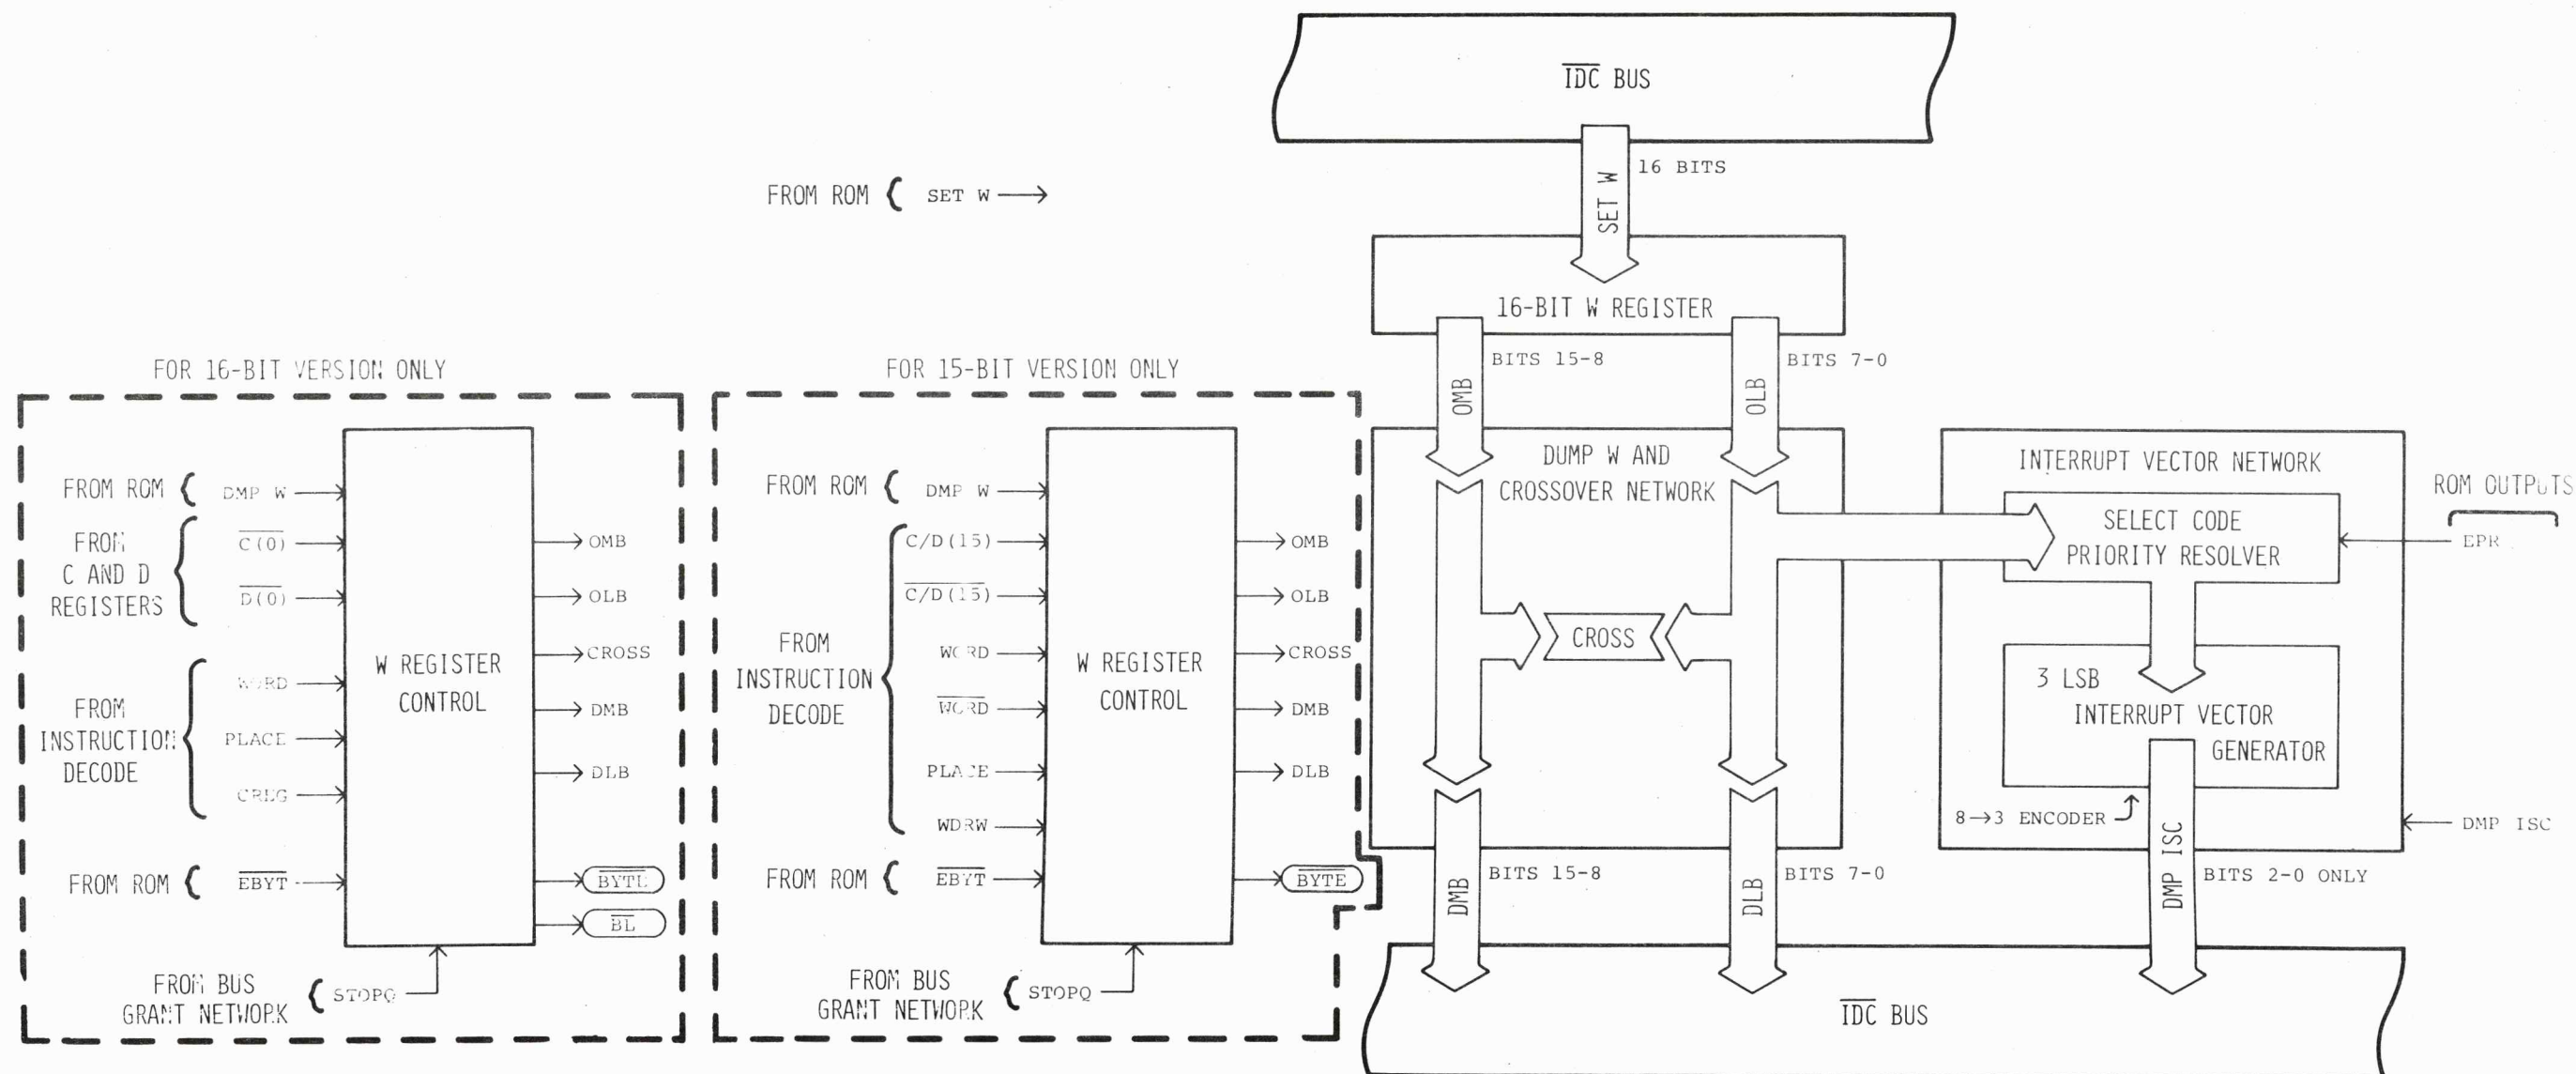 IDC BUS
16 BITS
SET W
FROM ROM { SET W
16-BIT W REGISTER
FOR 16-BIT VERSION ONLY
FROM ROM { DMP W
FROM
C AND D
REGISTERS
C(0)
D(0)
FROM
INSTRUCTION
DECODE
WORD
PLACE
CREG
FROM ROM { EBYT
W REGISTER
CONTROL
OMB
OLB
CROSS
DMB
DLB
BYTE
BL
FROM BUS
GRANT NETWORK
{ STOPQ
FOR 15-BIT VERSION ONLY
FROM ROM { DMP W
FROM
INSTRUCTION
DECODE
C/D(15)
C/D(15)
WORD
WORD
PLACE
WDRW
FROM ROM { EBYT
W REGISTER
CONTROL
OMB
OLB
CROSS
DMB
DLB
BYTE
FROM BUS
GRANT NETWORK
{ STOPQ
BITS 15-8
BITS 7-0
OMB
OLB
DUMP W AND
CROSSOVER NETWORK
CROSS
BITS 15-8
BITS 7-0
DMB
DLB
INTERRUPT VECTOR NETWORK
SELECT CODE
PRIORITY RESOLVER
ROM OUTPUTS
EPR
3 LSB
INTERRUPT VECTOR
GENERATOR
8→3 ENCODER
DMP ISC
DMP ISC
BITS 2-0 ONLY
IDC BUS